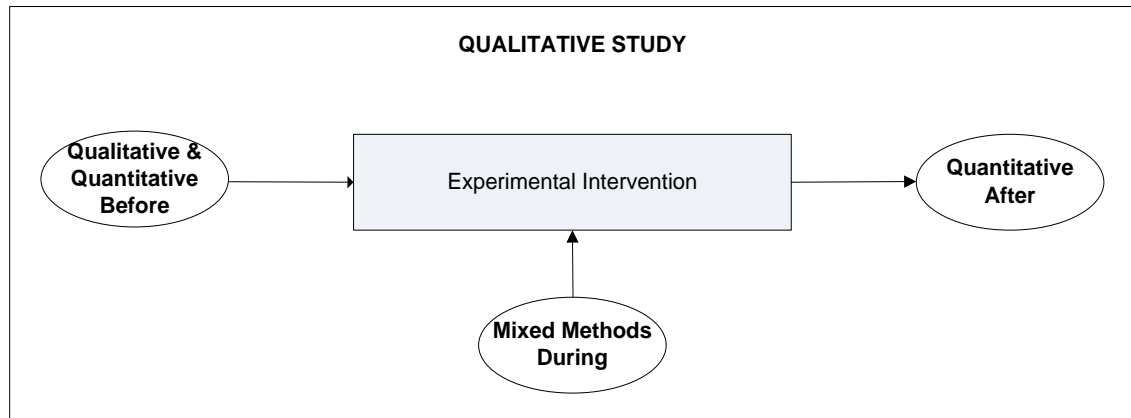 QUALITATIVE STUDY
Qualitative &
Quantitative
Before
Experimental Intervention
Quantitative
After
Mixed Methods
During